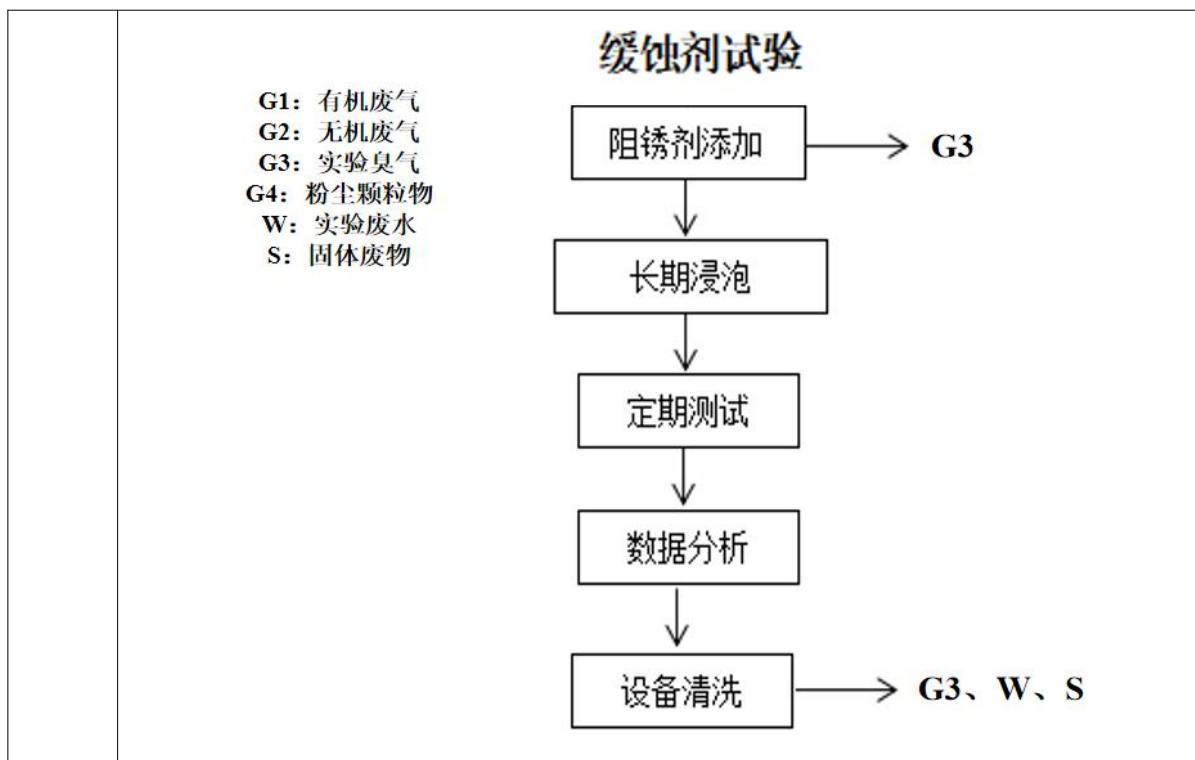 缓蚀剂试验
G1：有机废气
G2：无机废气
G3：实验臭气
G4：粉尘颗粒物
W：实验废水
S：固体废物
阻锈剂添加
G3
长期浸泡
定期测试
数据分析
设备清洗
G3、W、S